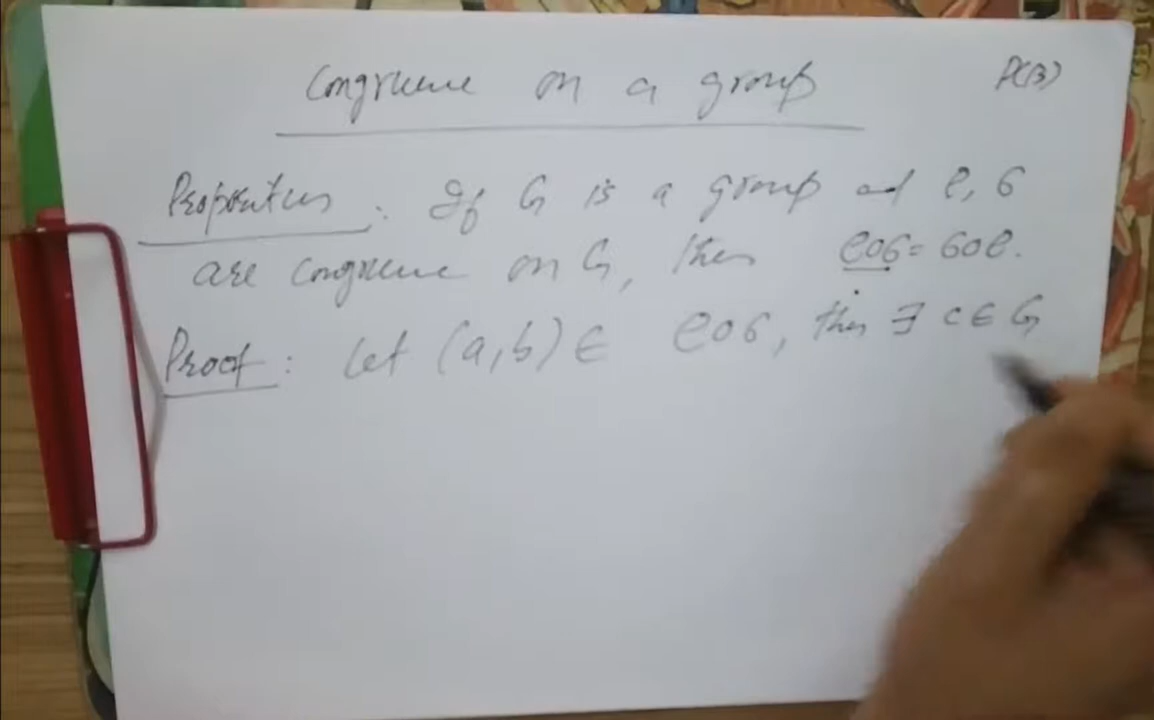 Congruence on a group P(3)
Proposition : If G is a group and ρ, σ
are congruence on G, then ρoσ = σoρ.
Proof : Let (a, b) ∈ ρoσ, then ∃ c ∈ G